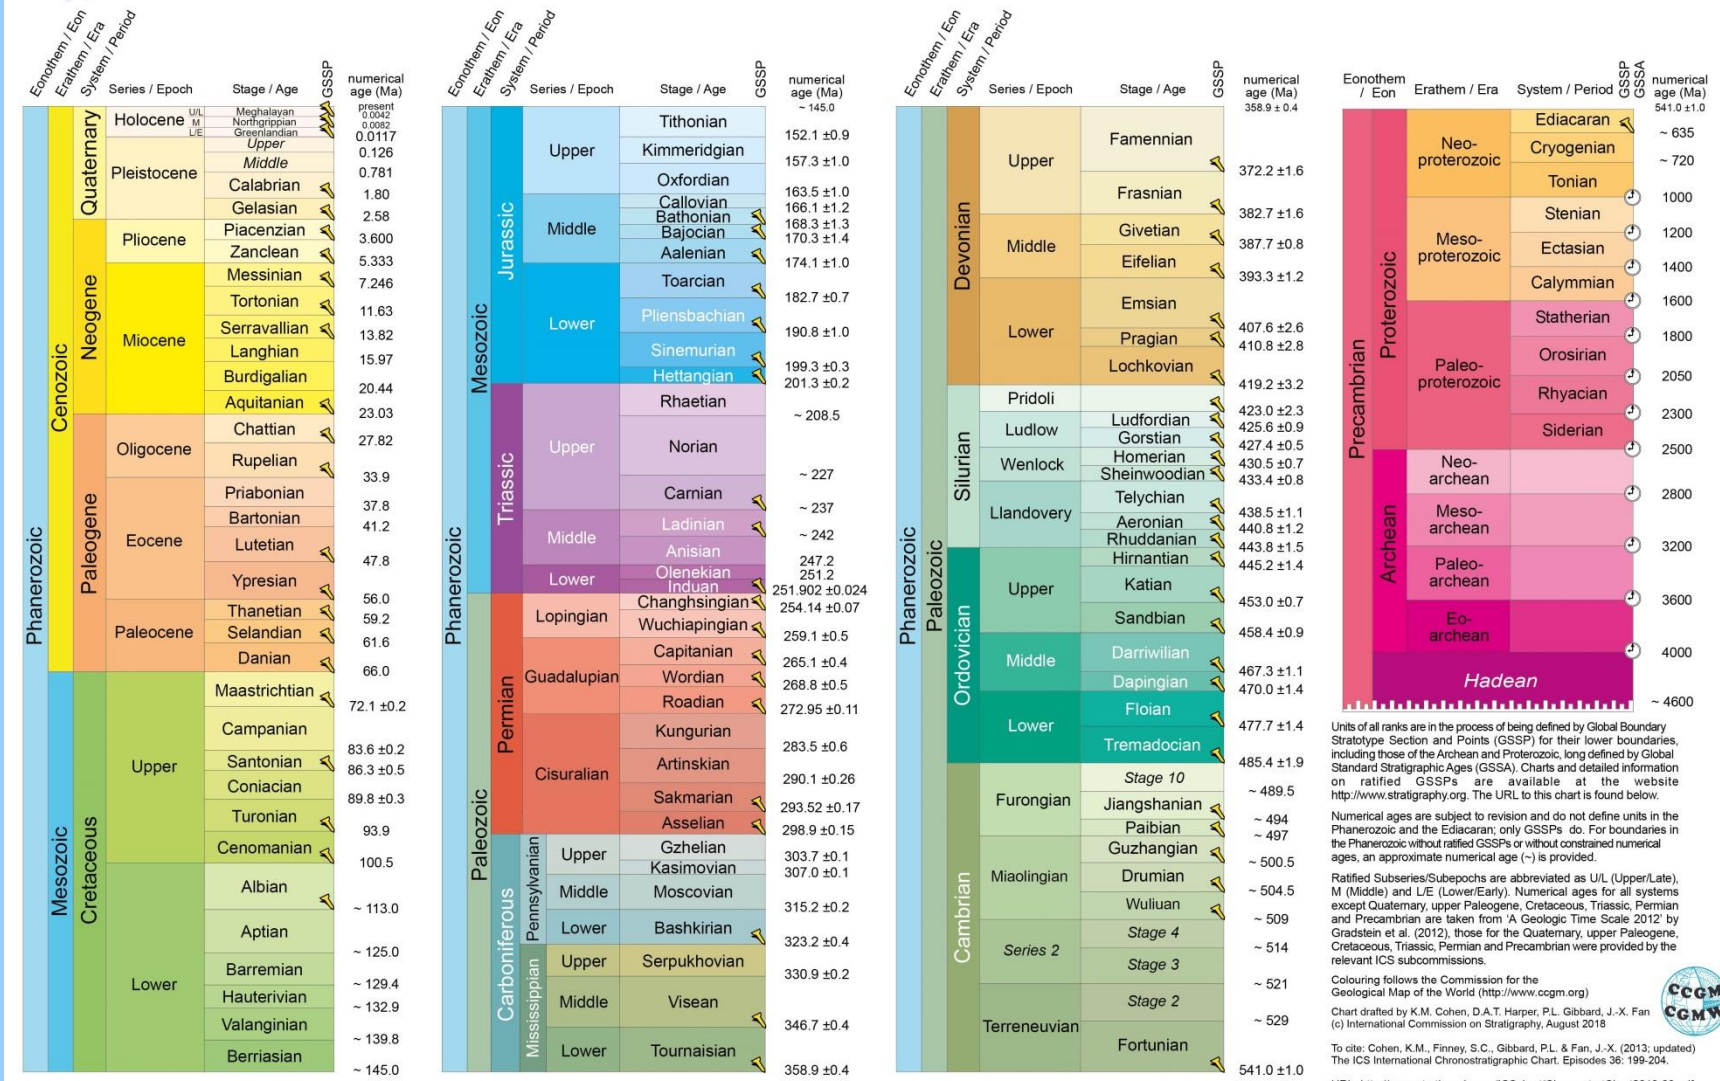 Eonothem / Eon
Erathem / Era
System / Period
Series / Epoch
Stage / Age
GSSP
numerical
age (Ma)
Phanerozoic
Cenozoic
Mesozoic
Quaternary
Neogene
Paleogene
Cretaceous
Holocene
U/L
M
L/E
Pleistocene
Pliocene
Miocene
Oligocene
Eocene
Paleocene
Upper
Lower
Meghalayan
Northgrippian
Greenlandian
Upper
Middle
Calabrian
Gelasian
Piacenzian
Zanclean
Messinian
Tortonian
Serravallian
Langhian
Burdigalian
Aquitanian
Chattian
Rupelian
Priabonian
Bartonian
Lutetian
Ypresian
Thanetian
Selandian
Danian
Maastrichtian
Campanian
Santonian
Coniacian
Turonian
Cenomanian
Albian
Aptian
Barremian
Hauterivian
Valanginian
Berriasian
present
0.0042
0.0082
0.0117
0.126
0.781
1.80
2.58
3.600
5.333
7.246
11.63
13.82
15.97
20.44
23.03
27.82
33.9
37.8
41.2
47.8
56.0
59.2
61.6
66.0
72.1 ±0.2
83.6 ±0.2
86.3 ±0.5
89.8 ±0.3
93.9
100.5
~ 113.0
~ 125.0
~ 129.4
~ 132.9
~ 139.8
~ 145.0
Eonothem / Eon
Erathem / Era
System / Period
Series / Epoch
Stage / Age
GSSP
numerical
age (Ma)
Phanerozoic
Mesozoic
Paleozoic
Jurassic
Triassic
Permian
Carboniferous
Pennsylvanian
Mississippian
Upper
Middle
Lower
Upper
Middle
Lower
Lopingian
Guadalupian
Cisuralian
Upper
Middle
Lower
Upper
Middle
Lower
Tithonian
Kimmeridgian
Oxfordian
Callovian
Bathonian
Bajocian
Aalenian
Toarcian
Pliensbachian
Sinemurian
Hettangian
Rhaetian
Norian
Carnian
Ladinian
Anisian
Olenekian
Induan
Changhsingian
Wuchiapingian
Capitanian
Wordian
Roadian
Kungurian
Artinskian
Sakmarian
Asselian
Gzhelian
Kasimovian
Moscovian
Bashkirian
Serpukhovian
Visean
Tournaisian
~ 145.0
152.1 ±0.9
157.3 ±1.0
163.5 ±1.0
166.1 ±1.2
168.3 ±1.3
170.3 ±1.4
174.1 ±1.0
182.7 ±0.7
190.8 ±1.0
199.3 ±0.3
201.3 ±0.2
~ 208.5
~ 227
~ 237
~ 242
247.2
251.2
251.902 ±0.024
254.14 ±0.07
259.1 ±0.5
265.1 ±0.4
268.8 ±0.5
272.95 ±0.11
283.5 ±0.6
290.1 ±0.26
293.52 ±0.17
298.9 ±0.15
303.7 ±0.1
307.0 ±0.1
315.2 ±0.2
323.2 ±0.4
330.9 ±0.2
346.7 ±0.4
358.9 ±0.4
Eonothem / Eon
Erathem / Era
System / Period
Series / Epoch
Stage / Age
GSSP
numerical
age (Ma)
Phanerozoic
Paleozoic
Devonian
Silurian
Ordovician
Cambrian
Upper
Middle
Lower
Pridoli
Ludlow
Wenlock
Llandovery
Upper
Middle
Lower
Furongian
Miaolingian
Series 2
Terreneuvian
Famennian
Frasnian
Givetian
Eifelian
Emsian
Pragian
Lochkovian
Ludfordian
Gorstian
Homerian
Sheinwoodian
Telychian
Aeronian
Rhuddanian
Hirnantian
Katian
Sandbian
Darriwilian
Dapingian
Floian
Tremadocian
Stage 10
Jiangshanian
Paibian
Guzhangian
Drumian
Wuliuan
Stage 4
Stage 3
Stage 2
Fortunian
358.9 ± 0.4
372.2 ±1.6
382.7 ±1.6
387.7 ±0.8
393.3 ±1.2
407.6 ±2.6
410.8 ±2.8
419.2 ±3.2
423.0 ±2.3
425.6 ±0.9
427.4 ±0.5
430.5 ±0.7
433.4 ±0.8
438.5 ±1.1
440.8 ±1.2
443.8 ±1.5
445.2 ±1.4
453.0 ±0.7
458.4 ±0.9
467.3 ±1.1
470.0 ±1.4
477.7 ±1.4
485.4 ±1.9
~ 489.5
~ 494
~ 497
~ 500.5
~ 504.5
~ 509
~ 514
~ 521
~ 529
541.0 ±1.0
Eonothem
/ Eon
Erathem / Era
System / Period
GSSP
GSSA
numerical
age (Ma)
Precambrian
Proterozoic
Archean
Hadean
Neo-
proterozoic
Meso-
proterozoic
Paleo-
proterozoic
Neo-
archean
Meso-
archean
Paleo-
archean
Eo-
archean
Ediacaran
Cryogenian
Tonian
Stenian
Ectasian
Calymmian
Statherian
Orosirian
Rhyacian
Siderian
541.0 ±1.0
~ 635
~ 720
1000
1200
1400
1600
1800
2050
2300
2500
2800
3200
3600
4000
~ 4600
Units of all ranks are in the process of being defined by Global Boundary
Stratotype Section and Points (GSSP) for their lower boundaries,
including those of the Archean and Proterozoic, long defined by Global
Standard Stratigraphic Ages (GSSA). Charts and detailed information
on ratified GSSPs are available at the website
http://www.stratigraphy.org. The URL to this chart is found below.
Numerical ages are subject to revision and do not define units in the
Phanerozoic and the Ediacaran; only GSSPs do. For boundaries in
the Phanerozoic without ratified GSSPs or without constrained numerical
ages, an approximate numerical age (~) is provided.
Ratified Subseries/Subepochs are abbreviated as U/L (Upper/Late),
M (Middle) and L/E (Lower/Early). Numerical ages for all systems
except Quaternary, upper Paleogene, Cretaceous, Triassic, Permian
and Precambrian are taken from 'A Geologic Time Scale 2012' by
Gradstein et al. (2012), those for the Quaternary, upper Paleogene,
Cretaceous, Triassic, Permian and Precambrian were provided by the
relevant ICS subcommissions.
Colouring follows the Commission for the
Geological Map of the World (http://www.ccgm.org)
Chart drafted by K.M. Cohen, D.A.T. Harper, P.L. Gibbard, J.-X. Fan
(c) International Commission on Stratigraphy, August 2018
To cite: Cohen, K.M., Finney, S.C., Gibbard, P.L. & Fan, J.-X. (2013; updated)
The ICS International Chronostratigraphic Chart. Episodes 36: 199-204.
CCGM
CGMW